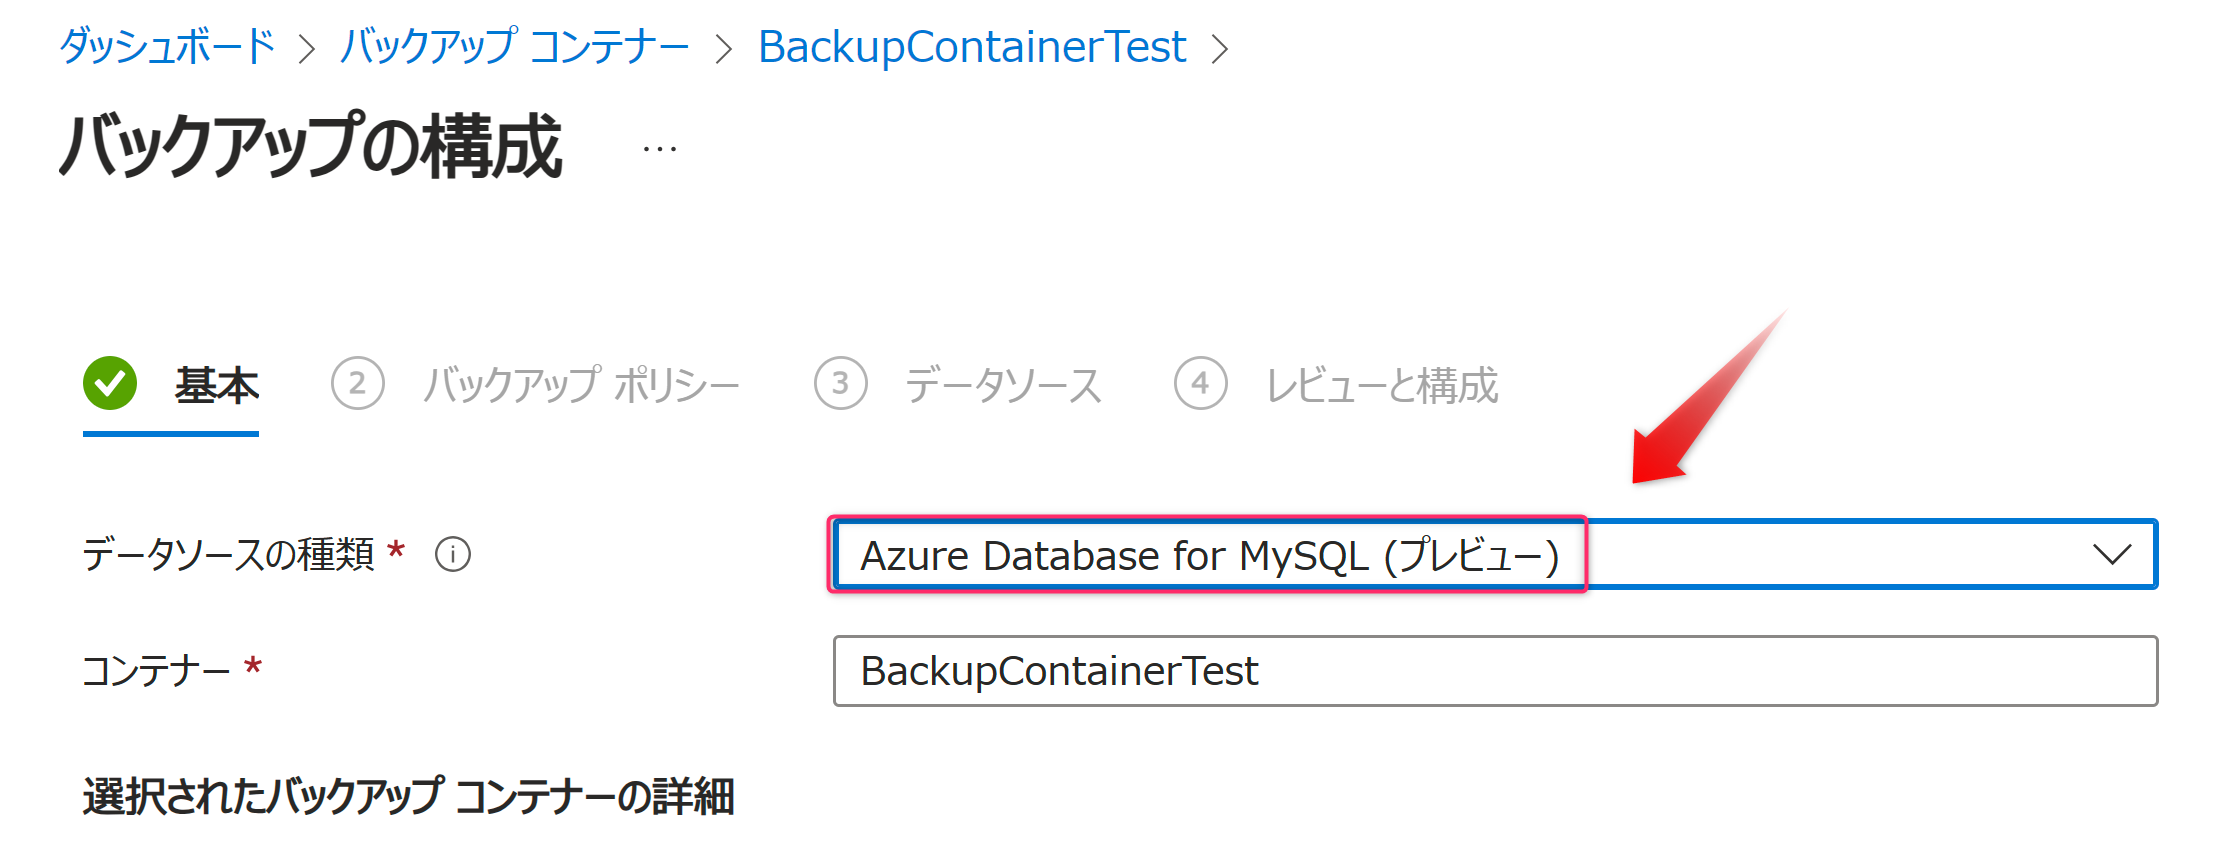 ダッシュボード > バックアップ コンテナー > BackupContainerTest >
バックアップの構成 ...
基本 2 バックアップ ポリシー 3 データソース 4 レビューと構成
データソースの種類 * i Azure Database for MySQL (プレビュー)
コンテナー * BackupContainerTest
選択されたバックアップ コンテナーの詳細